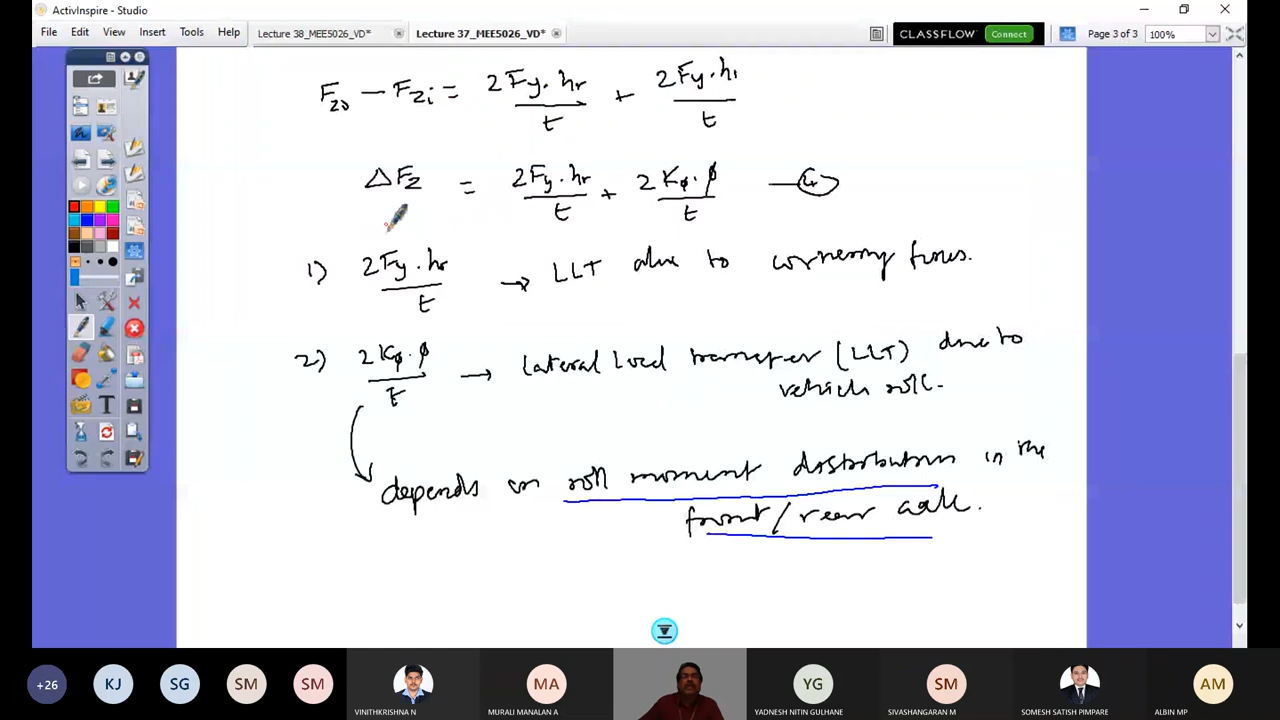 ActivInspire - Studio
File Edit View Insert Tools Help
Lecture 38_MEE5026_VD*
Lecture 37_MEE5026_VD*
CLASSFLOW Connect
Page 3 of 3
100%
Fzo - Fzi = 2Fy.hr/t + 2Fy.h1/t
ΔFz = 2Fy.hr/t + 2Kφ.φ/t — 4
1) 2Fy.hr/t → LLT due to cornering forces.
2) 2Kφ.φ/t → Lateral Load transfer (LLT) due to
vehicle roll.
depends on roll moment distribution in the
front/rear axle.
+26
KJ
SG
SM
SM
VINITHKRISHNA N
MA
MURALI MANALAN A
YG
YADNESH NITIN GULHANE
SM
SIVASHANGARAN M
SOMESH SATISH PIMPARE
AM
ALBIN MP